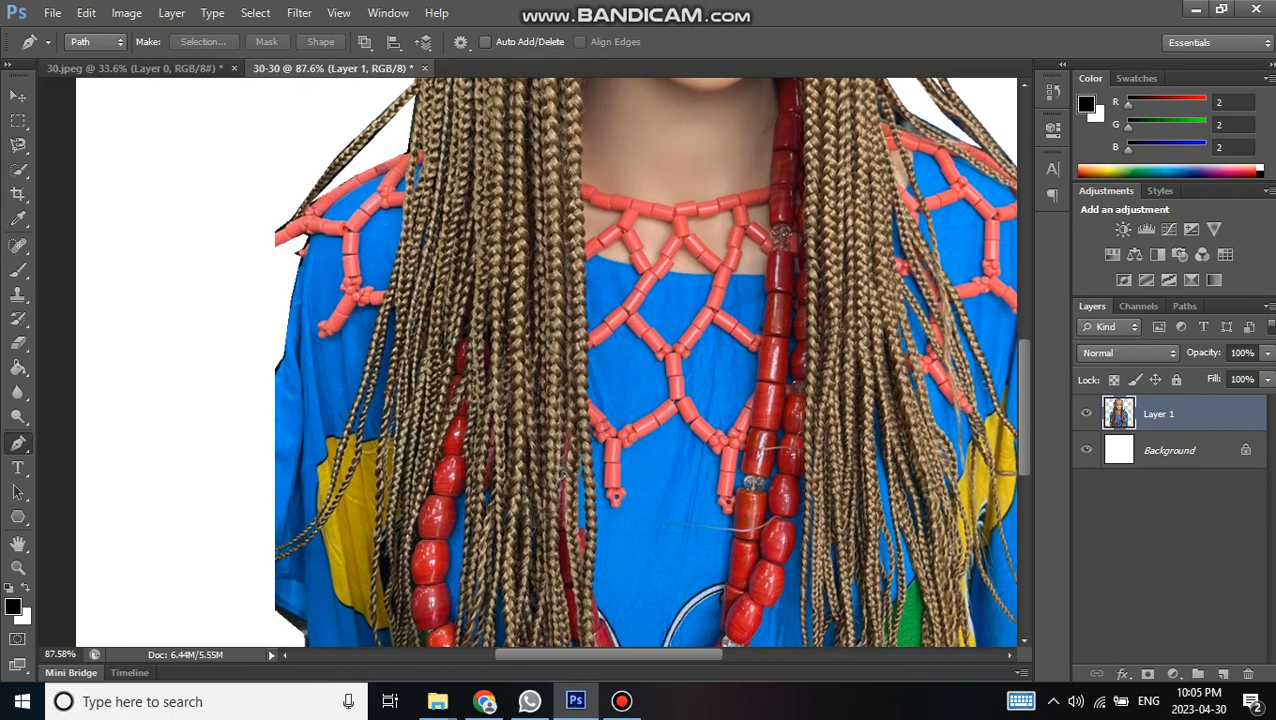 www.BANDICAM.com
Ps File Edit Image Layer Type Select Filter View Window Help
Path Make: Selection... Mask Shape Auto Add/Delete Align Edges Essentials
30.jpeg @ 33.6% (Layer 0, RGB/8#) * × 30-30 @ 87.6% (Layer 1, RGB/8) * ×
Color Swatches
R 2
G 2
B 2
Adjustments Styles
Add an adjustment
Layers Channels Paths
Kind
Normal Opacity: 100%
Lock: Fill: 100%
Layer 1
Background
87.58% Doc: 6.44M/5.55M
Mini Bridge Timeline
Type here to search
Ps
ENG
10:05 PM
2023-04-30
2